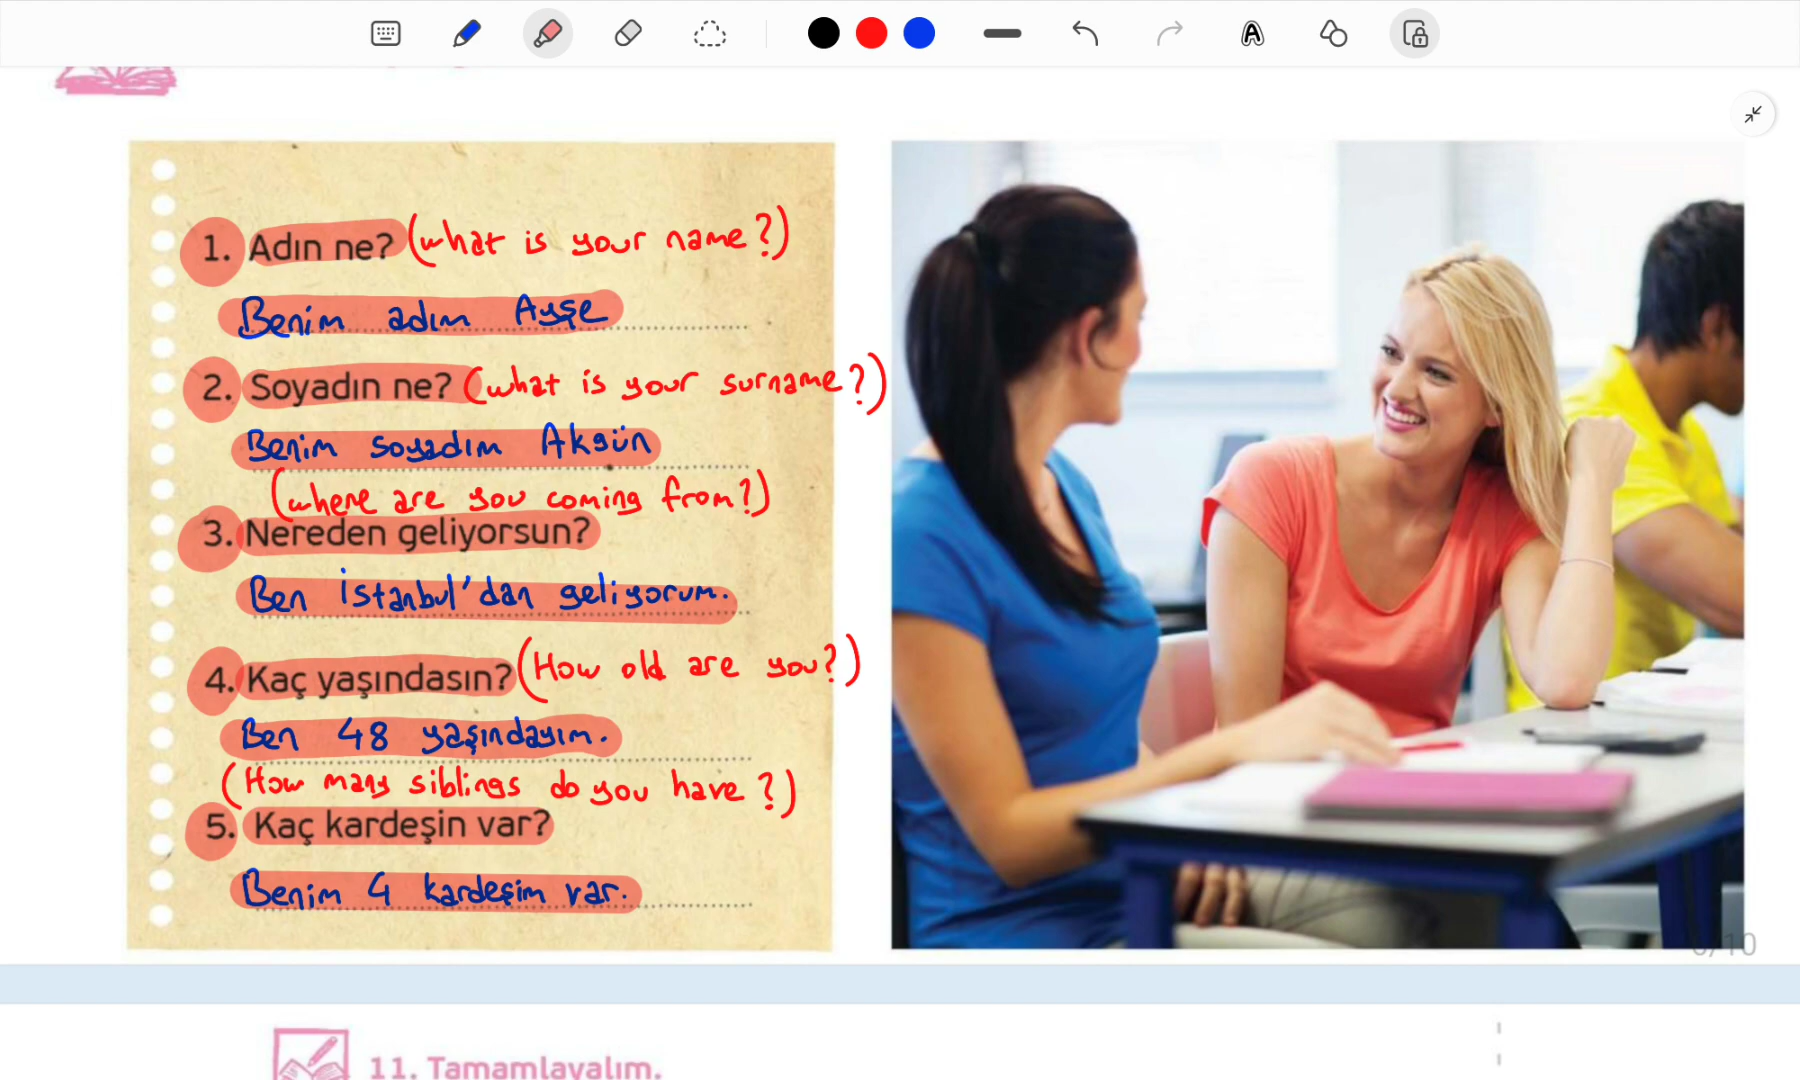 1. Adın ne? (what is your name?)
Benim adım Ayşe
2. Soyadın ne? (what is your surname?)
Benim soyadım Akgün
(where are you coming from?)
3. Nereden geliyorsun?
Ben İstanbul'dan geliyorum.
4. Kaç yaşındasın? (How old are you?)
Ben 48 yaşındayım.
(How many siblings do you have?)
5. Kaç kardeşin var?
Benim 4 kardeşim var.
11. Tamamlayalım.